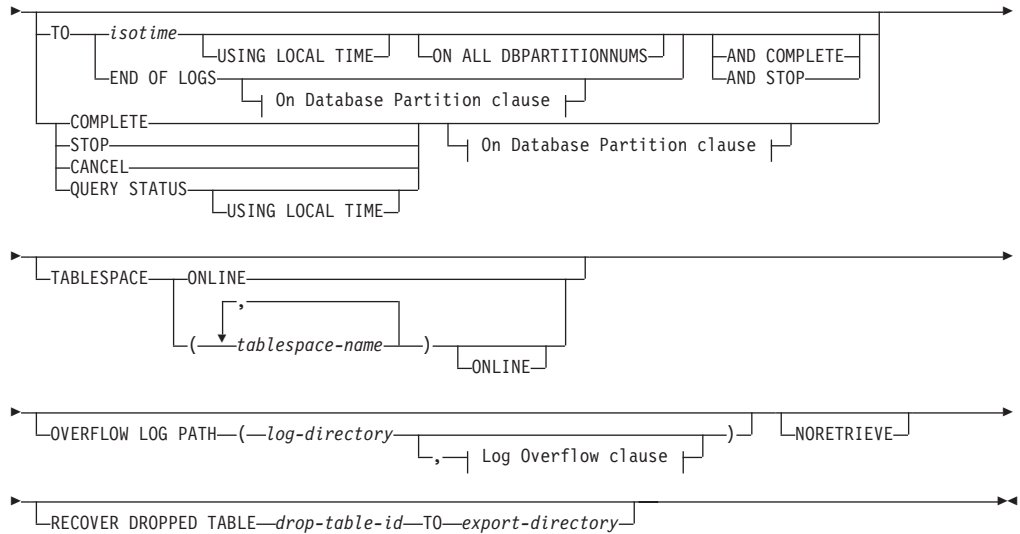 TO isotime USING LOCAL TIME ON ALL DBPARTITIONNUMS AND COMPLETE
END OF LOGS On Database Partition clause AND STOP
COMPLETE On Database Partition clause
STOP
CANCEL
QUERY STATUS USING LOCAL TIME
TABLESPACE ONLINE
,
( tablespace-name ) ONLINE
OVERFLOW LOG PATH ( log-directory , Log Overflow clause ) NORETRIEVE
RECOVER DROPPED TABLE drop-table-id TO export-directory